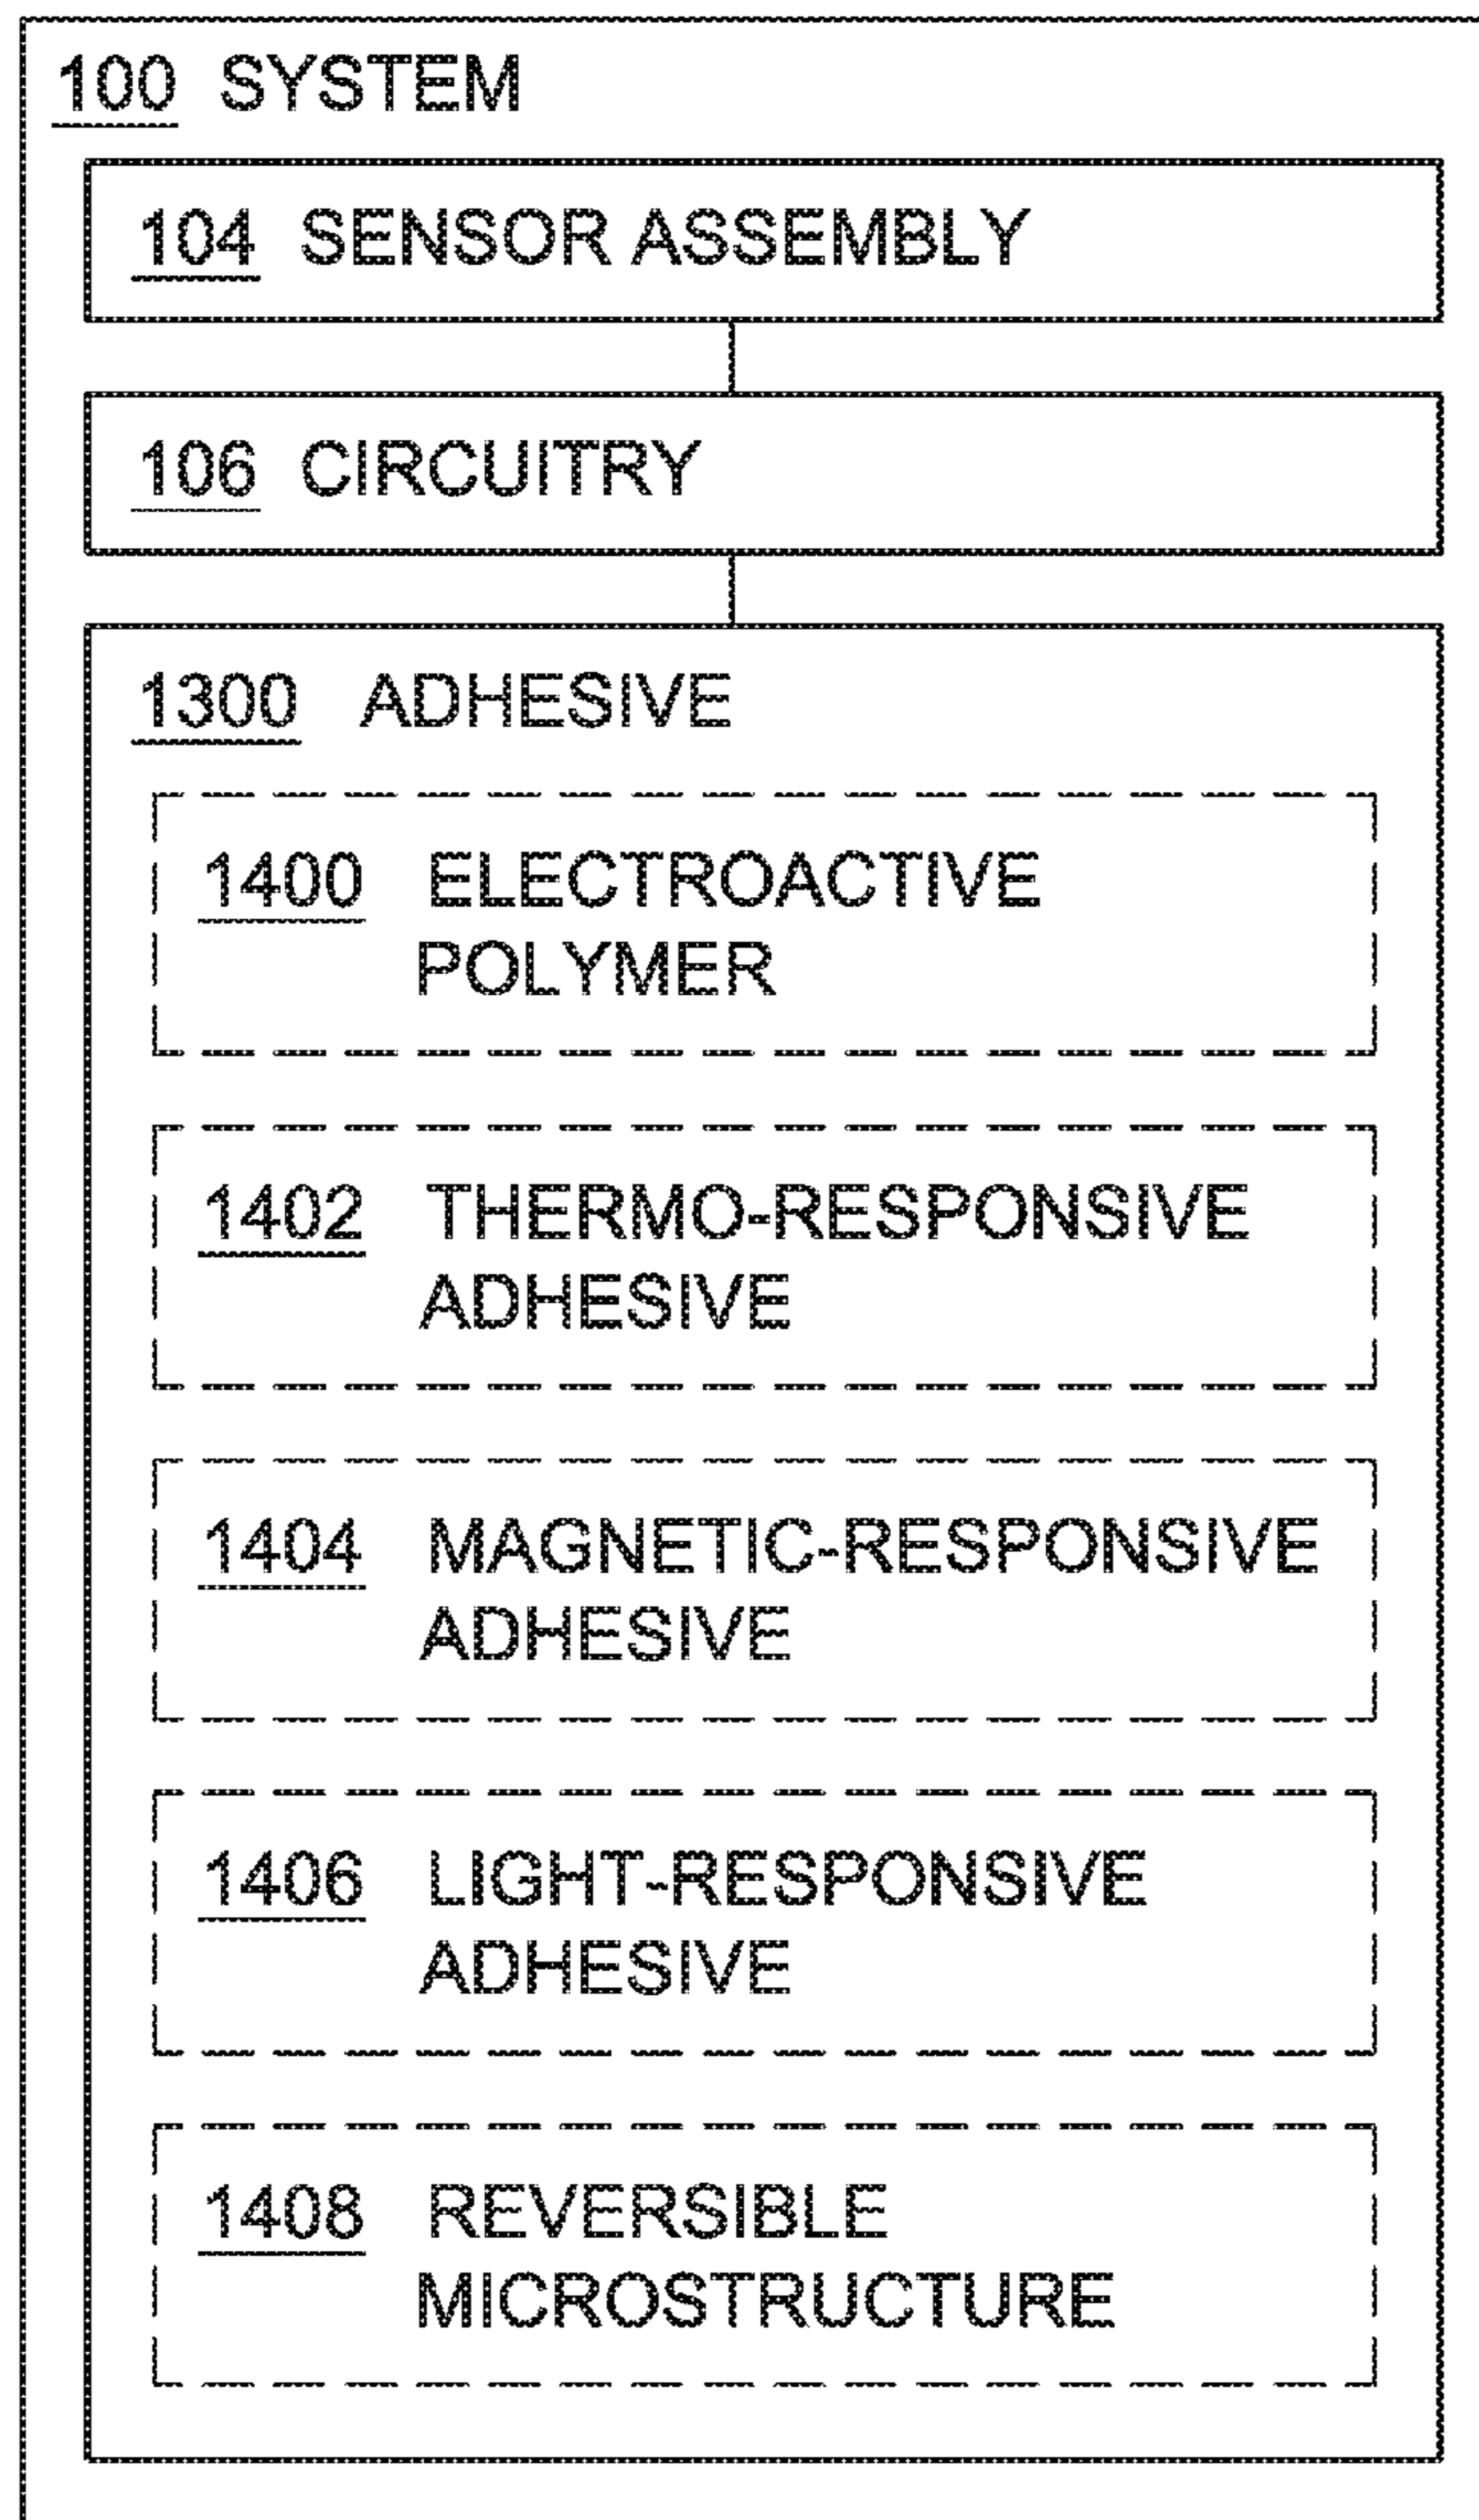 100 SYSTEM
104 SENSOR ASSEMBLY
106 CIRCUITRY
1300 ADHESIVE
1400 ELECTROACTIVE
POLYMER
1402 THERMO-RESPONSIVE
ADHESIVE
1404 MAGNETIC-RESPONSIVE
ADHESIVE
1406 LIGHT-RESPONSIVE
ADHESIVE
1408 REVERSIBLE
MICROSTRUCTURE